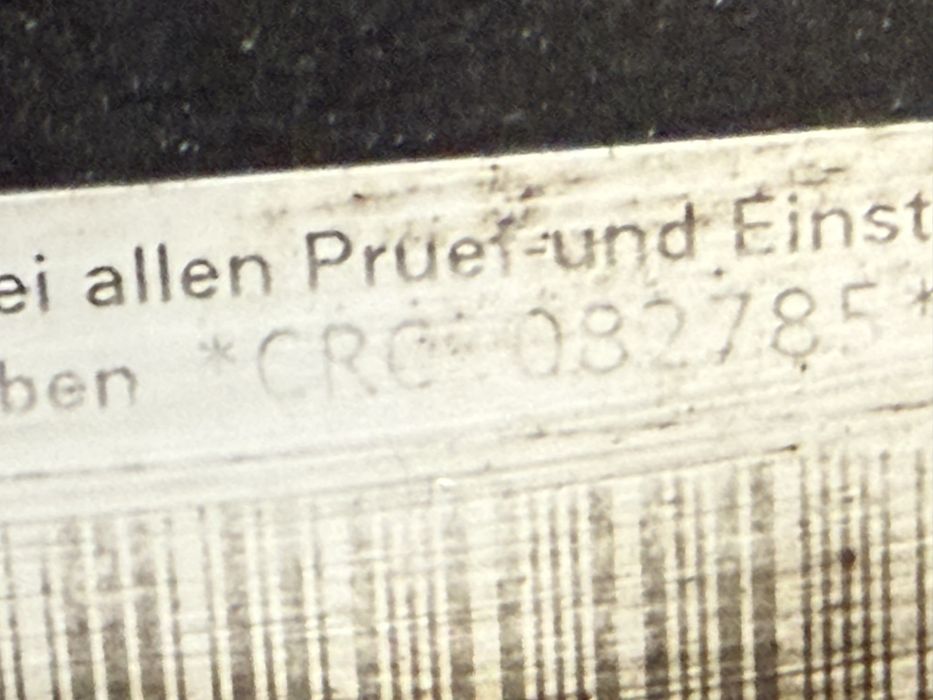 ei allen Pruef-und Einst
ben *CRC 082785*